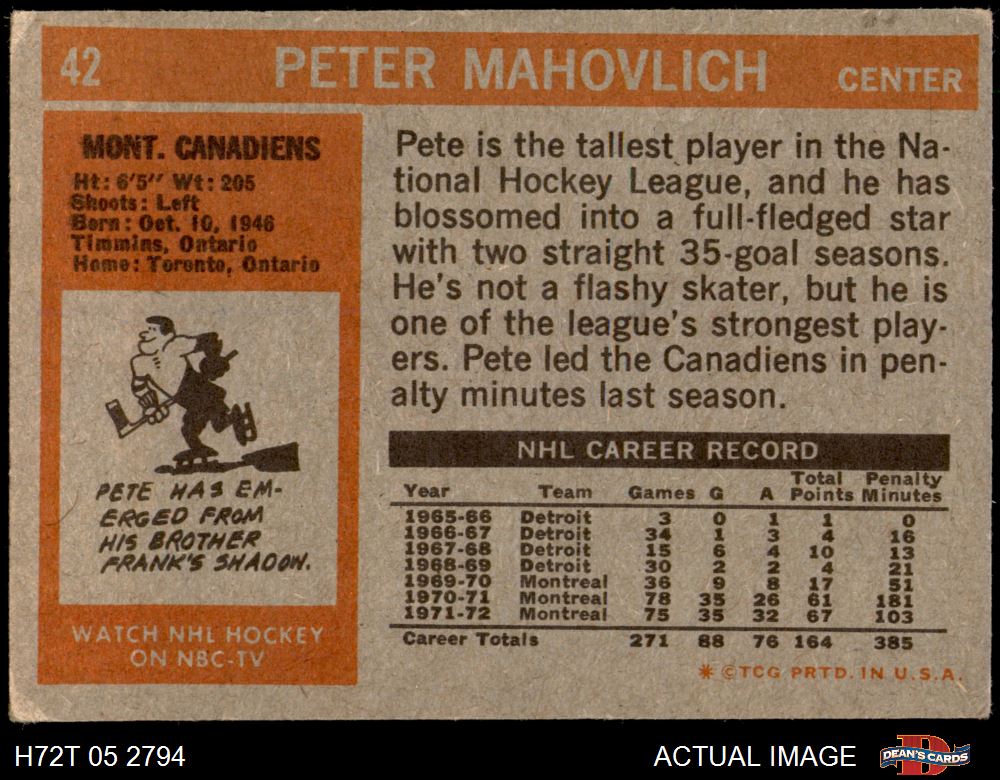 42 PETER MAHOVLICH CENTER
MONT. CANADIENS
Ht: 6'5" Wt: 205
Shoots: Left
Born: Oct. 10, 1946
Timmins, Ontario
Home: Toronto, Ontario
PETE HAS EM-
ERGED FROM
HIS BROTHER
FRANK'S SHADOW.
WATCH NHL HOCKEY
ON NBC-TV
Pete is the tallest player in the Na-
tional Hockey League, and he has
blossomed into a full-fledged star
with two straight 35-goal seasons.
He's not a flashy skater, but he is
one of the league's strongest play-
ers. Pete led the Canadiens in pen-
alty minutes last season.
NHL CAREER RECORD
Year Team Games G A Total Points Penalty Minutes
1965-66 Detroit 3 0 1 1 0
1966-67 Detroit 34 1 3 4 16
1967-68 Detroit 15 6 4 10 13
1968-69 Detroit 30 2 2 4 21
1969-70 Montreal 36 9 8 17 51
1970-71 Montreal 78 35 26 61 181
1971-72 Montreal 75 35 32 67 103
Career Totals 271 88 76 164 385
* © TCG PRTD. IN U.S.A.
H72T 05 2794 ACTUAL IMAGE DEAN'S CARDS